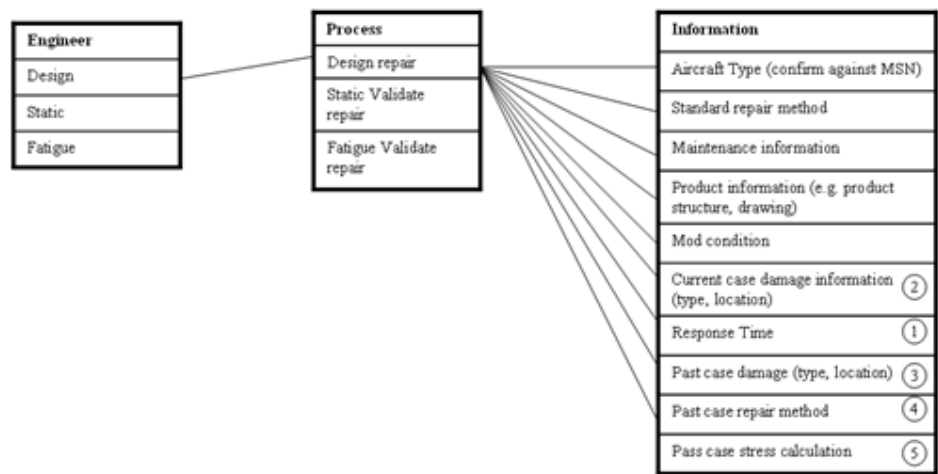 Engineer
Design
Static
Fatigue
Process
Design repair
Static Validate
repair
Fatigue Validate
repair
Information
Aircraft Type (confirm against MSN)
Standard repair method
Maintenance information
Product information (e.g. product
structure, drawing)
Mod condition
Current case damage information
(type, location) 2
Response Time 1
Past case damage (type, location) 3
Past case repair method 4
Pass case stress calculation 5